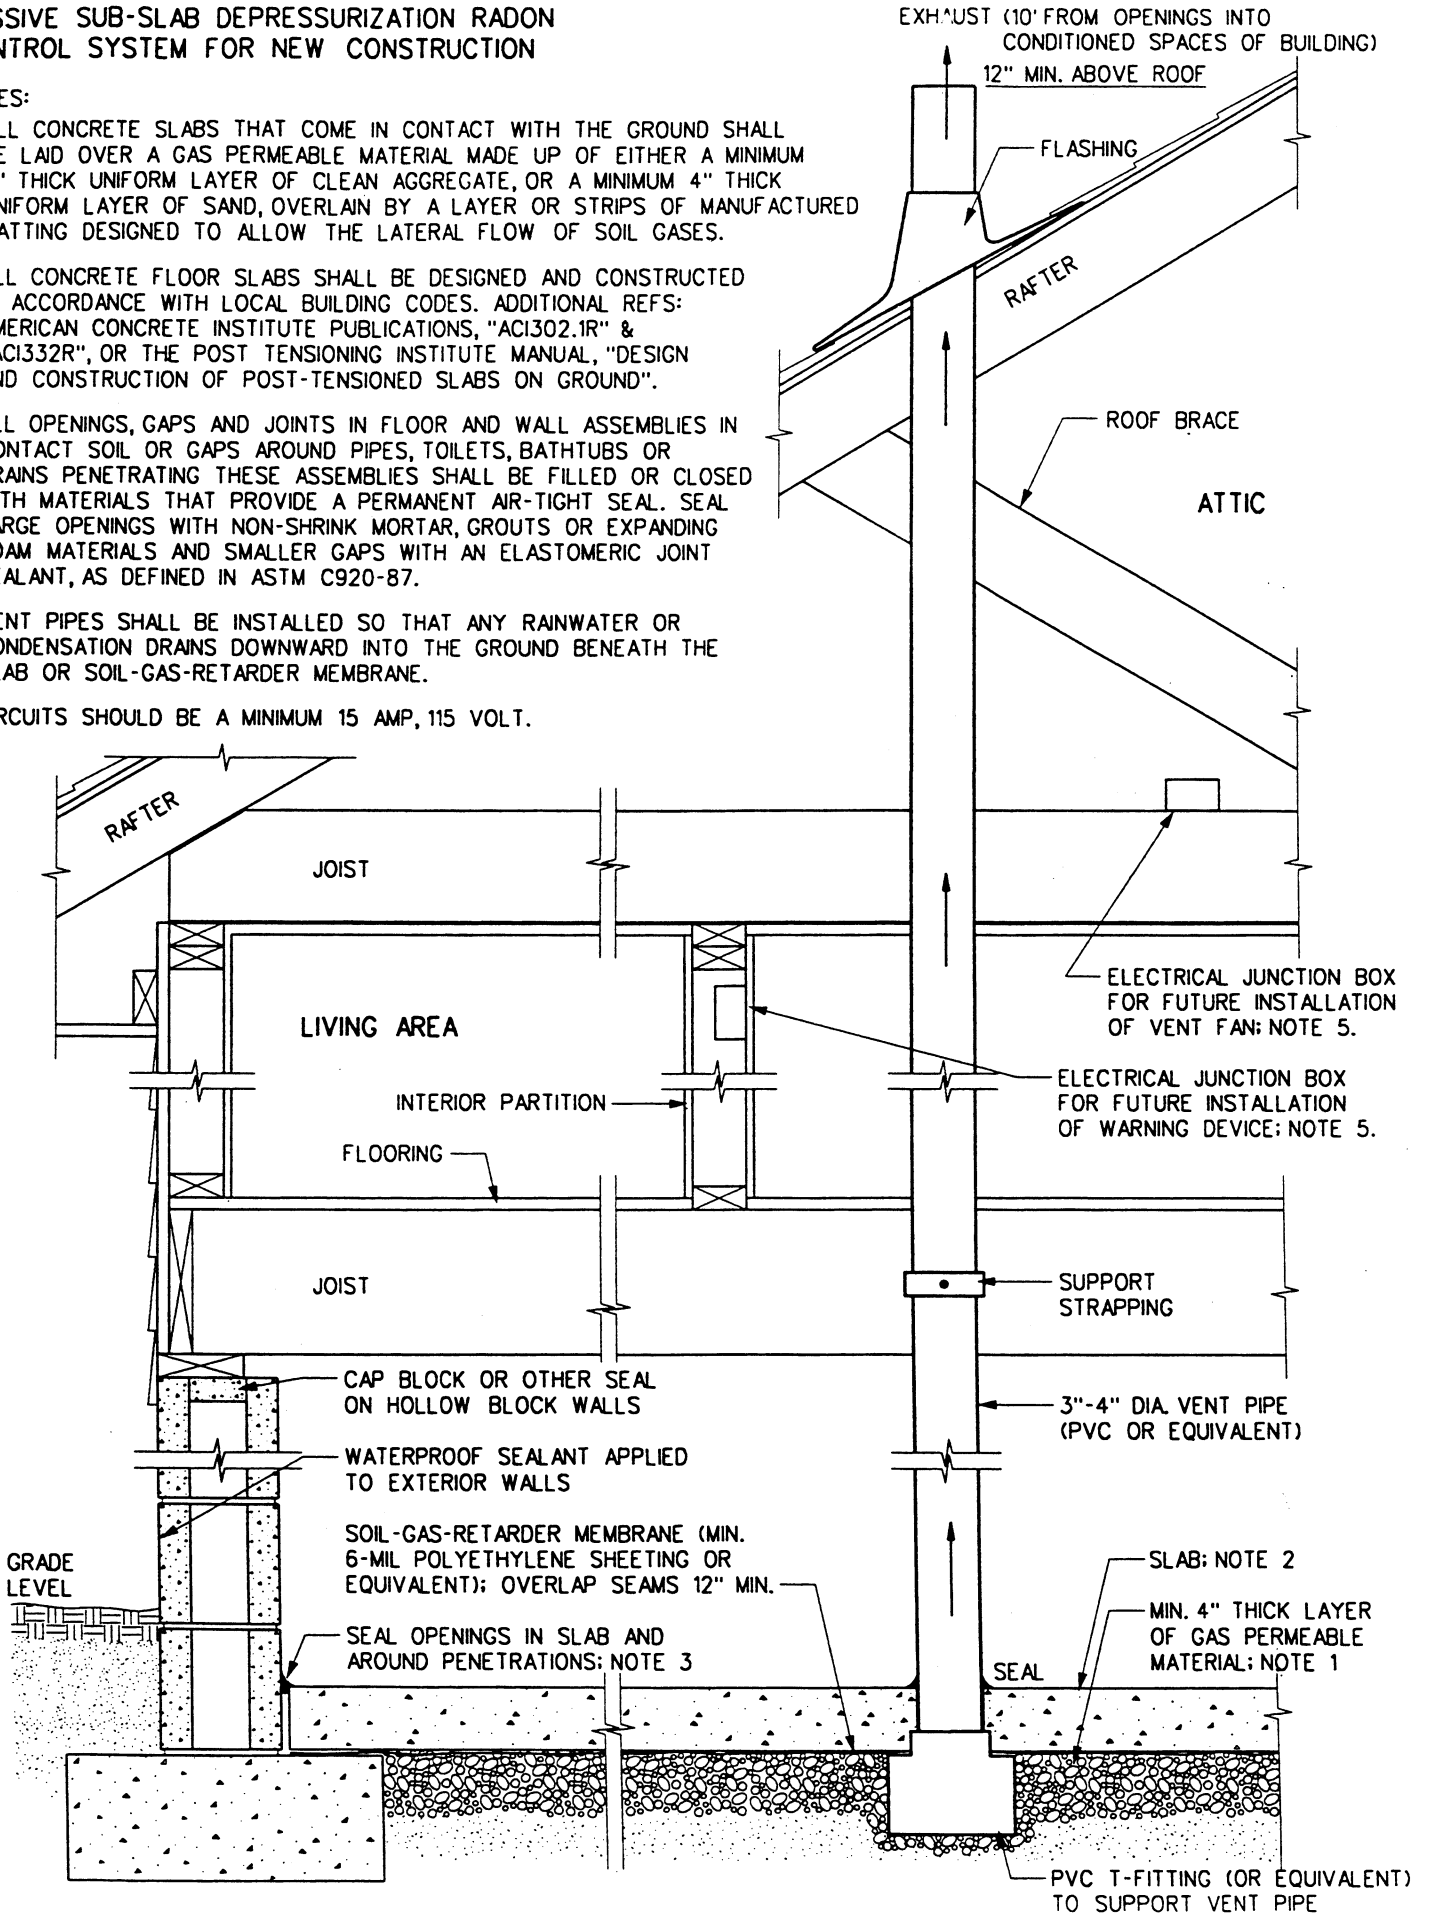 SSIVE SUB-SLAB DEPRESSURIZATION RADON
NTROL SYSTEM FOR NEW CONSTRUCTION
ES:
LL CONCRETE SLABS THAT COME IN CONTACT WITH THE GROUND SHALL
E LAID OVER A GAS PERMEABLE MATERIAL MADE UP OF EITHER A MINIMUM
" THICK UNIFORM LAYER OF CLEAN AGGREGATE, OR A MINIMUM 4" THICK
NIFORM LAYER OF SAND, OVERLAIN BY A LAYER OR STRIPS OF MANUFACTURED
ATTING DESIGNED TO ALLOW THE LATERAL FLOW OF SOIL GASES.
LL CONCRETE FLOOR SLABS SHALL BE DESIGNED AND CONSTRUCTED
ACCORDANCE WITH LOCAL BUILDING CODES. ADDITIONAL REFS:
MERICAN CONCRETE INSTITUTE PUBLICATIONS, "ACI302.1R" &
ACI332R", OR THE POST TENSIONING INSTITUTE MANUAL, "DESIGN
ND CONSTRUCTION OF POST-TENSIONED SLABS ON GROUND".
LL OPENINGS, GAPS AND JOINTS IN FLOOR AND WALL ASSEMBLIES IN
ONTACT SOIL OR GAPS AROUND PIPES, TOILETS, BATHTUBS OR
RAINS PENETRATING THESE ASSEMBLIES SHALL BE FILLED OR CLOSED
ITH MATERIALS THAT PROVIDE A PERMANENT AIR-TIGHT SEAL. SEAL
ARGE OPENINGS WITH NON-SHRINK MORTAR, GROUTS OR EXPANDING
OAM MATERIALS AND SMALLER GAPS WITH AN ELASTOMERIC JOINT
EALANT, AS DEFINED IN ASTM C920-87.
ENT PIPES SHALL BE INSTALLED SO THAT ANY RAINWATER OR
ONDENSATION DRAINS DOWNWARD INTO THE GROUND BENEATH THE
LAB OR SOIL-GAS-RETARDER MEMBRANE.
RCUITS SHOULD BE A MINIMUM 15 AMP, 115 VOLT.
EXHAUST (10' FROM OPENINGS INTO
CONDITIONED SPACES OF BUILDING)
12" MIN. ABOVE ROOF
FLASHING
RAFTER
ROOF BRACE
ATTIC
RAFTER
JOIST
ELECTRICAL JUNCTION BOX
FOR FUTURE INSTALLATION
OF VENT FAN; NOTE 5.
LIVING AREA
ELECTRICAL JUNCTION BOX
FOR FUTURE INSTALLATION
OF WARNING DEVICE; NOTE 5.
INTERIOR PARTITION
FLOORING
JOIST
SUPPORT
STRAPPING
CAP BLOCK OR OTHER SEAL
ON HOLLOW BLOCK WALLS
3"-4" DIA. VENT PIPE
(PVC OR EQUIVALENT)
WATERPROOF SEALANT APPLIED
TO EXTERIOR WALLS
SOIL-GAS-RETARDER MEMBRANE (MIN.
6-MIL POLYETHYLENE SHEETING OR
EQUIVALENT); OVERLAP SEAMS 12" MIN.
GRADE
LEVEL
SLAB; NOTE 2
MIN. 4" THICK LAYER
OF GAS PERMEABLE
MATERIAL; NOTE 1
SEAL OPENINGS IN SLAB AND
AROUND PENETRATIONS; NOTE 3
SEAL
PVC T-FITTING (OR EQUIVALENT)
TO SUPPORT VENT PIPE